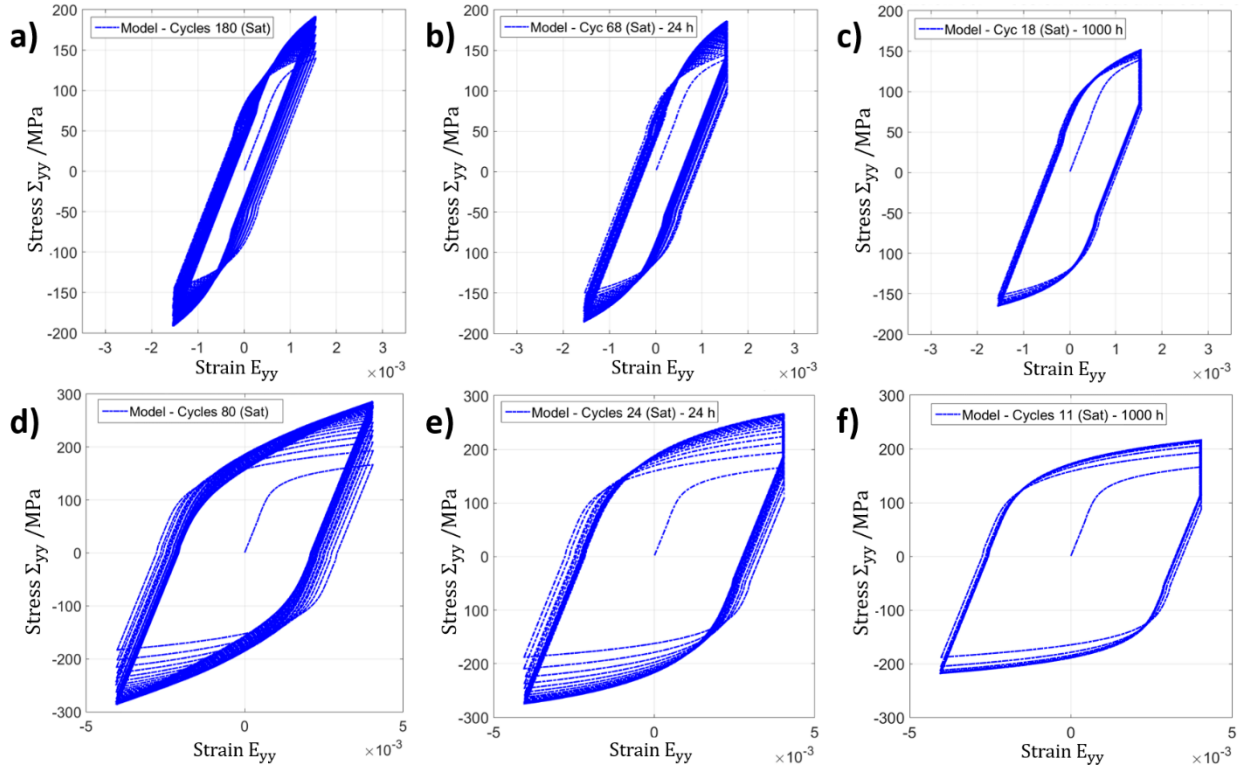 a)
Model - Cycles 180 (Sat)
Stress Σyy /MPa
200
150
100
50
0
-50
-100
-150
-200
-3 -2 -1 0 1 2 3
Strain Eyy
×10-3
b)
Model - Cyc 68 (Sat) - 24 h
Stress Σyy /MPa
200
150
100
50
0
-50
-100
-150
-200
-3 -2 -1 0 1 2 3
Strain Eyy
×10-3
c)
Model - Cyc 18 (Sat) - 1000 h
Stress Σyy /MPa
200
150
100
50
0
-50
-100
-150
-200
-3 -2 -1 0 1 2 3
Strain Eyy
×10-3
d)
Model - Cycles 80 (Sat)
Stress Σyy /MPa
300
200
100
0
-100
-200
-300
-5 0 5
Strain Eyy
×10-3
e)
Model - Cycles 24 (Sat) - 24 h
Stress Σyy /MPa
300
200
100
0
-100
-200
-300
-5 0 5
Strain Eyy
×10-3
f)
Model - Cycles 11 (Sat) - 1000 h
Stress Σyy /MPa
300
200
100
0
-100
-200
-300
-5 0 5
Strain Eyy
×10-3